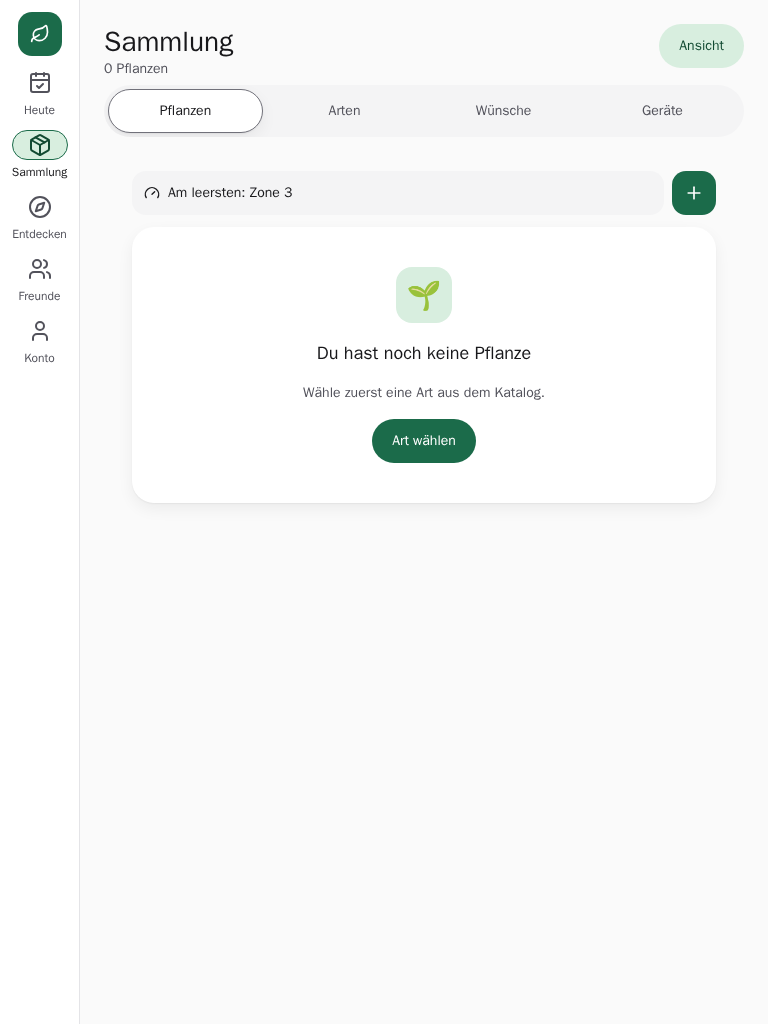 Heute
Sammlung
Entdecken
Freunde
Konto
Sammlung
0 Pflanzen
Ansicht
Pflanzen
Arten
Wünsche
Geräte
Am leersten: Zone 3
Du hast noch keine Pflanze
Wähle zuerst eine Art aus dem Katalog.
Art wählen